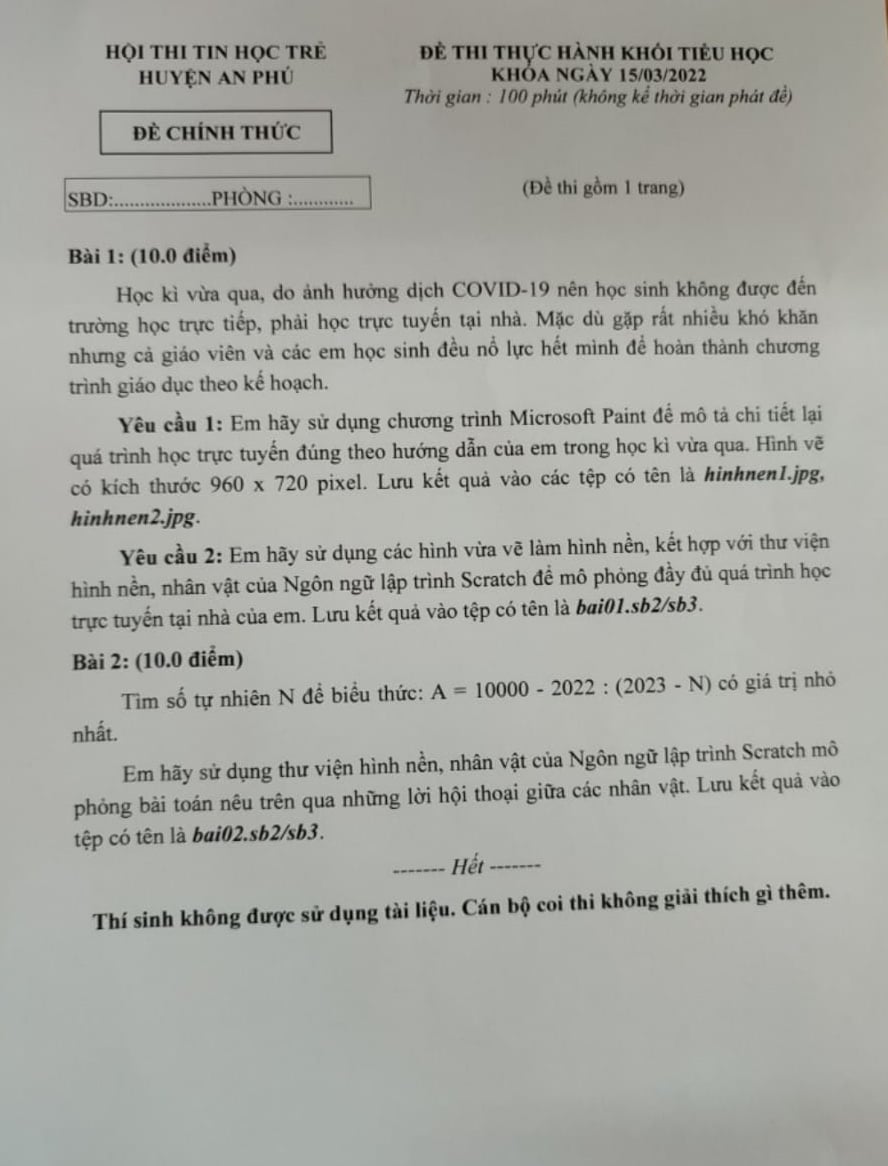 HỘI THI TIN HỌC TRẺ
HUYỆN AN PHÚ
ĐỀ CHÍNH THỨC
SBD:....................PHÒNG :.............
ĐỀ THI THỰC HÀNH KHỐI TIỂU HỌC
KHÓA NGÀY 15/03/2022
Thời gian : 100 phút (không kể thời gian phát đề)
(Đề thi gồm 1 trang)
Bài 1: (10.0 điểm)
Học kì vừa qua, do ảnh hưởng dịch COVID-19 nên học sinh không được đến
trường học trực tiếp, phải học trực tuyến tại nhà. Mặc dù gặp rất nhiều khó khăn
nhưng cả giáo viên và các em học sinh đều nổ lực hết mình để hoàn thành chương
trình giáo dục theo kế hoạch.
Yêu cầu 1: Em hãy sử dụng chương trình Microsoft Paint để mô tả chi tiết lại
quá trình học trực tuyến đúng theo hướng dẫn của em trong học kì vừa qua. Hình vẽ
có kích thước 960 x 720 pixel. Lưu kết quả vào các tệp có tên là hinhnen1.jpg,
hinhnen2.jpg.
Yêu cầu 2: Em hãy sử dụng các hình vừa vẽ làm hình nền, kết hợp với thư viện
hình nền, nhân vật của Ngôn ngữ lập trình Scratch để mô phỏng đầy đủ quá trình học
trực tuyến tại nhà của em. Lưu kết quả vào tệp có tên là bai01.sb2/sb3.
Bài 2: (10.0 điểm)
Tìm số tự nhiên N để biểu thức: A = 10000 - 2022 : (2023 - N) có giá trị nhỏ
nhất.
Em hãy sử dụng thư viện hình nền, nhân vật của Ngôn ngữ lập trình Scratch mô
phỏng bài toán nêu trên qua những lời hội thoại giữa các nhân vật. Lưu kết quả vào
tệp có tên là bai02.sb2/sb3.
------- Hết -------
Thí sinh không được sử dụng tài liệu. Cán bộ coi thi không giải thích gì thêm.